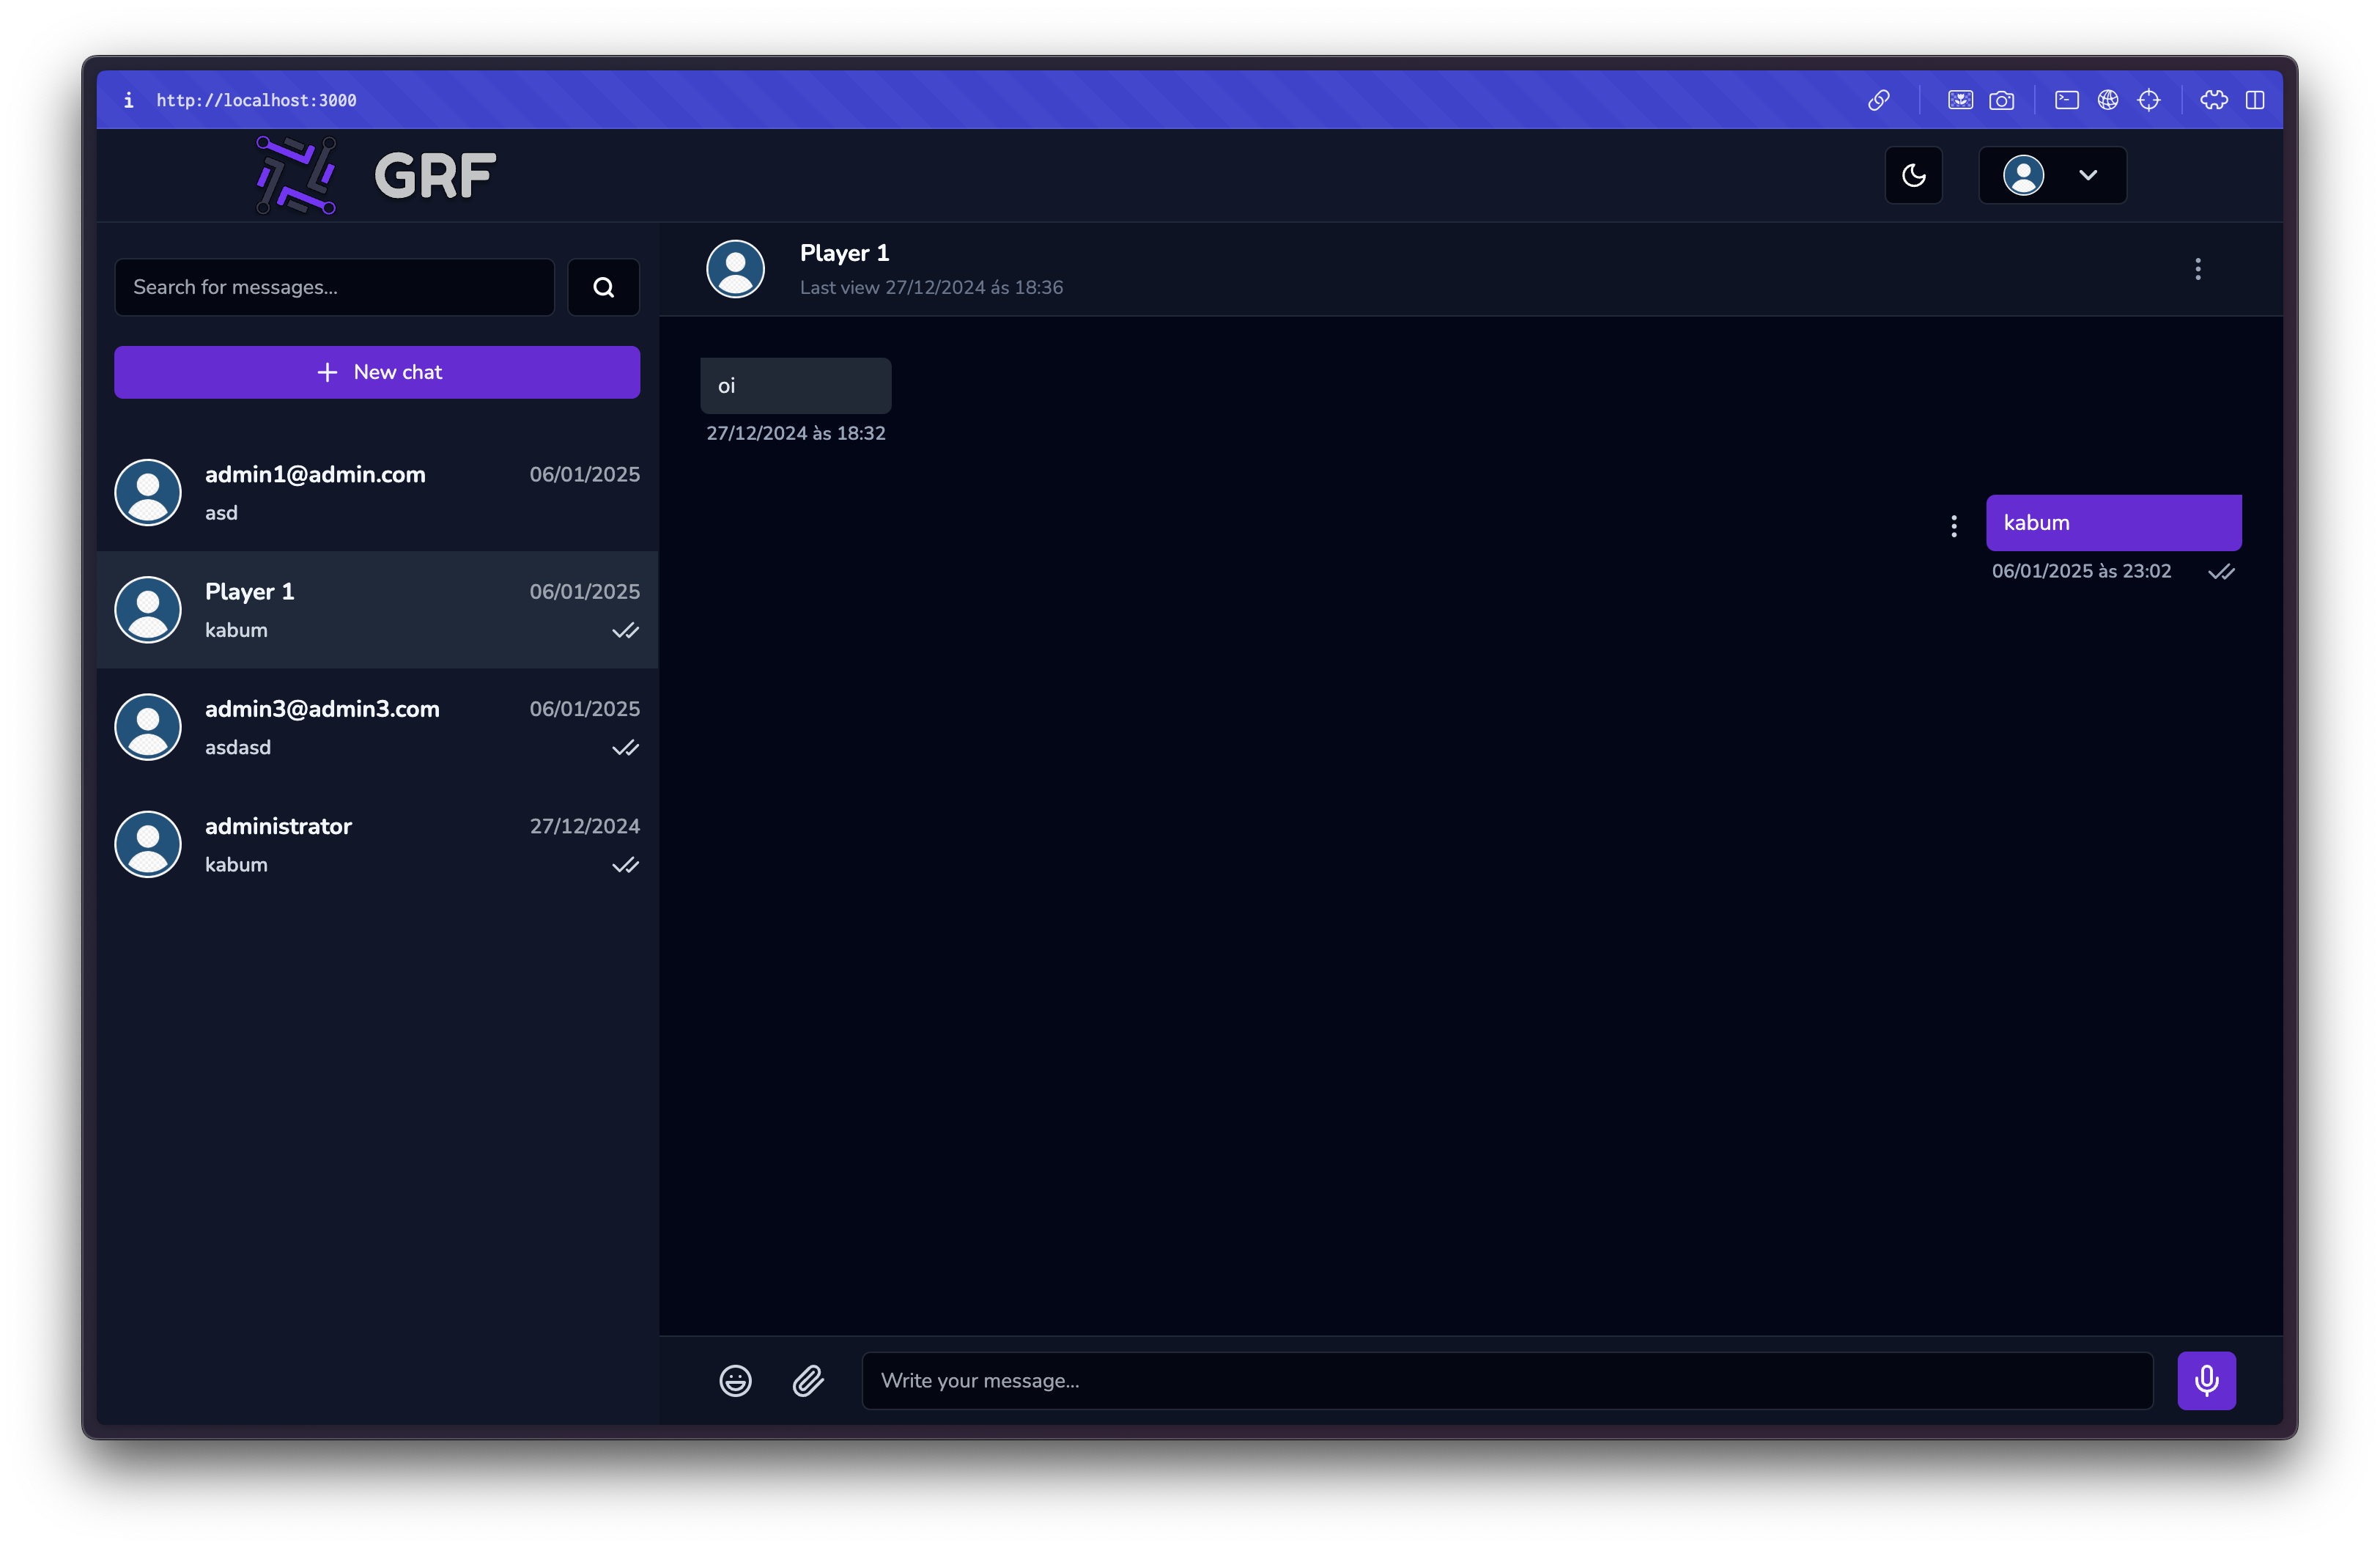 http://localhost:3000
GRF
Search for messages...
New chat
admin1@admin.com 06/01/2025
asd
Player 1 06/01/2025
kabum
admin3@admin3.com 06/01/2025
asdasd
administrator 27/12/2024
kabum
Player 1
Last view 27/12/2024 ás 18:36
oi
27/12/2024 às 18:32
kabum
06/01/2025 às 23:02
Write your message...